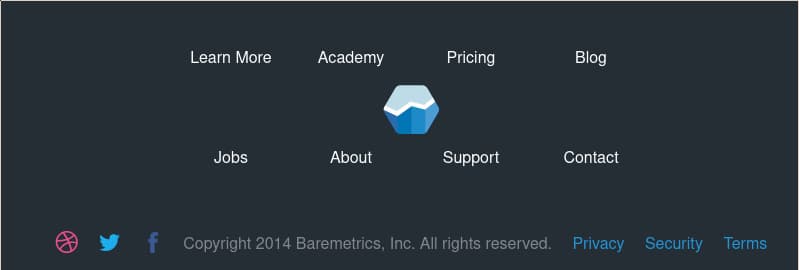 Learn More Academy Pricing Blog
Jobs About Support Contact
Copyright 2014 Baremetrics, Inc. All rights reserved. Privacy Security Terms